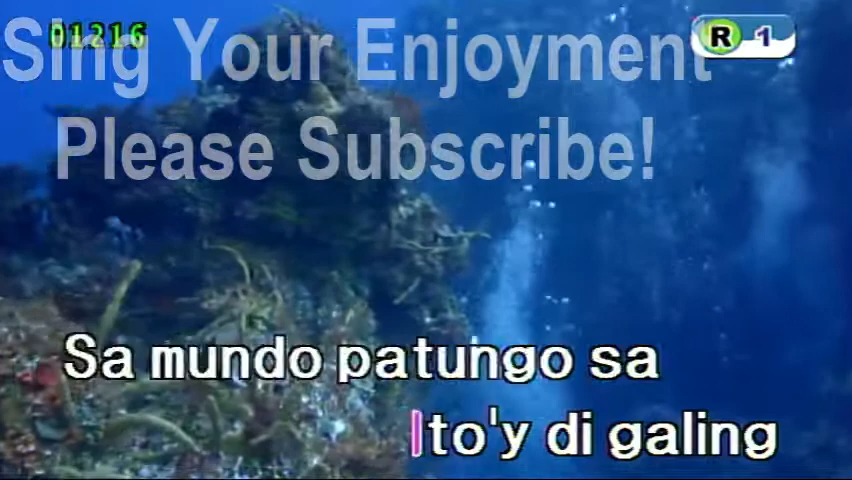 01216
R 1
Sing Your Enjoyment
Please Subscribe!
Sa mundo patungo sa
Ito'y di galing